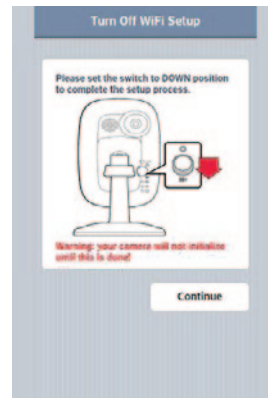 Turn Off WiFi Setup
Please set the switch to DOWN position
to complete the setup process.
Warning: your camera will not initialize
until this is done!
Continue